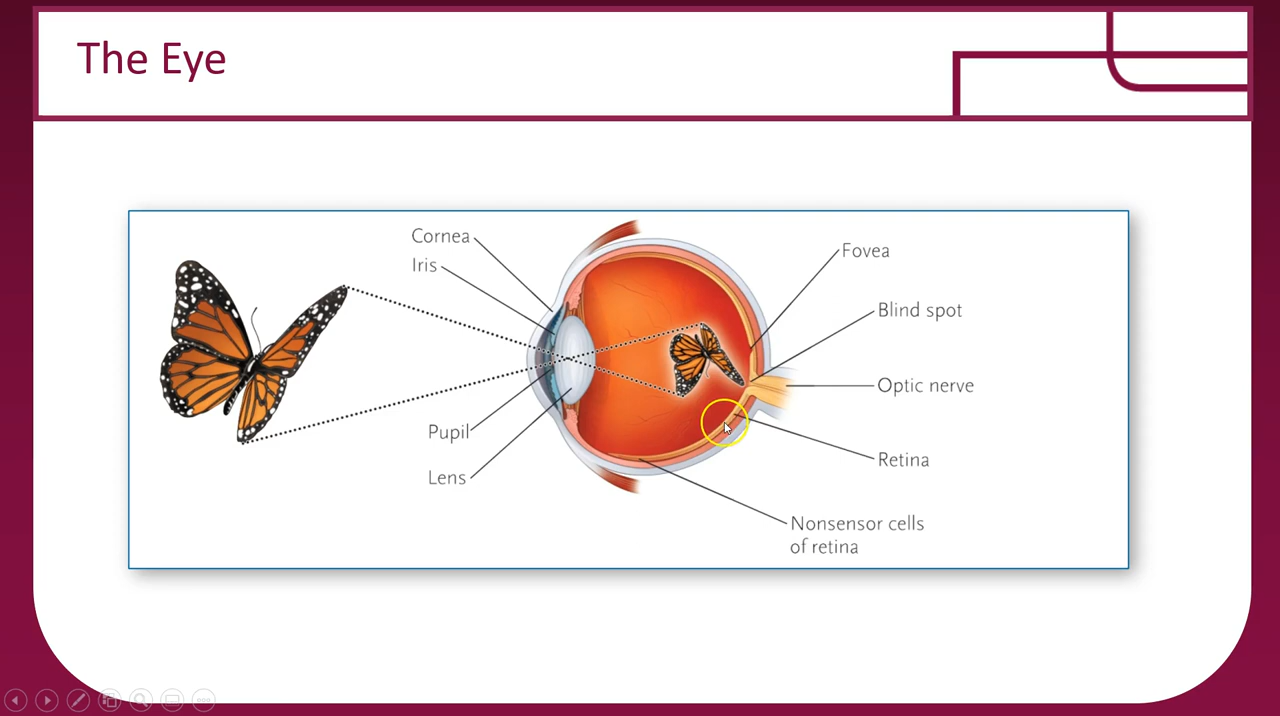 The Eye
Cornea
Iris
Pupil
Lens
Fovea
Blind spot
Optic nerve
Retina
Nonsensor cells
of retina